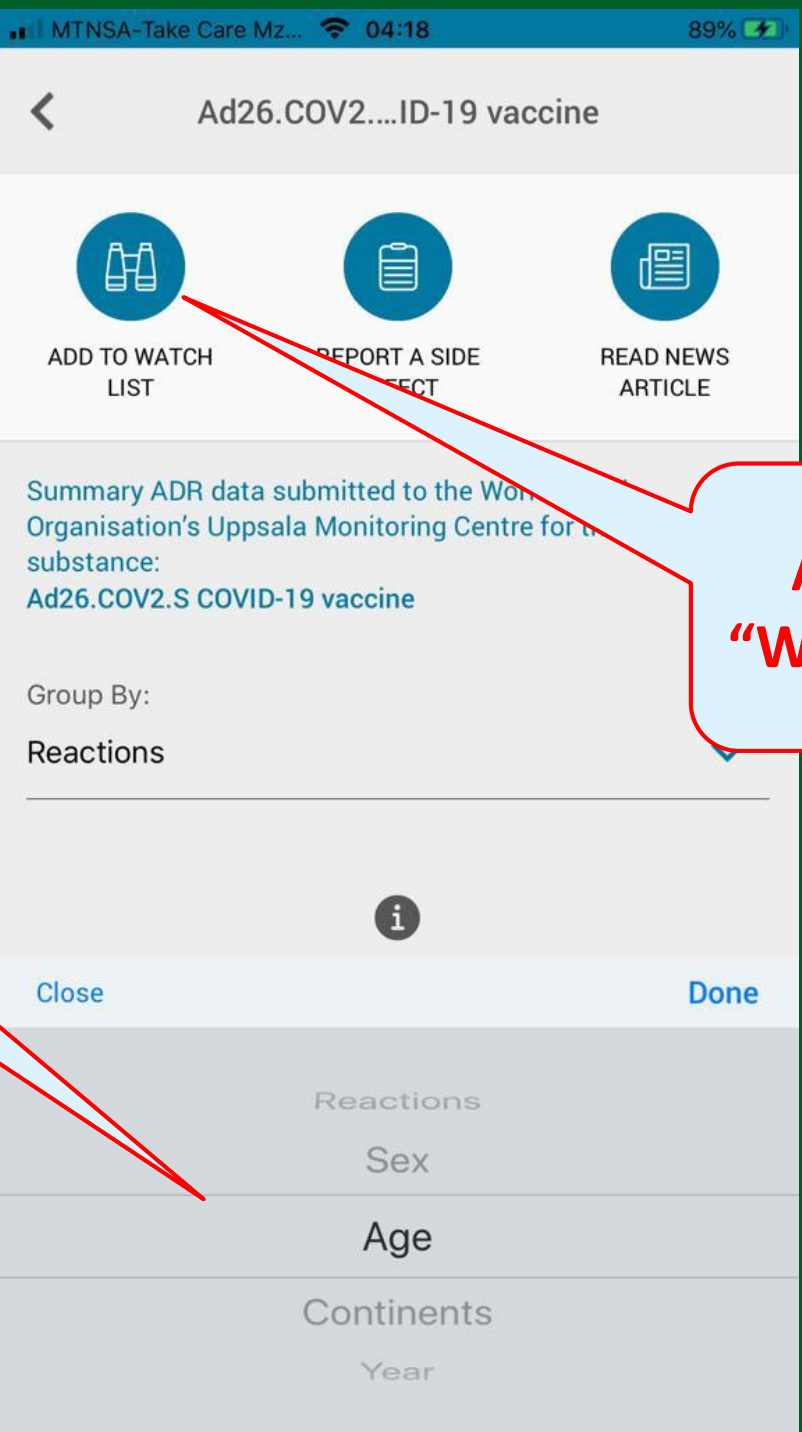 MTNSA-Take Care Mz... 04:18 89%
Ad26.COV2....ID-19 vaccine
ADD TO WATCH
LIST
REPORT A SIDE
READ NEWS
ARTICLE
Summary ADR data submitted to the
Organisation's Uppsala Monitoring Centre for
substance:
Ad26.COV2.S COVID-19 vaccine
Group By:
Reactions
Close
Done
Reactions
Sex
Age
Continents
Year